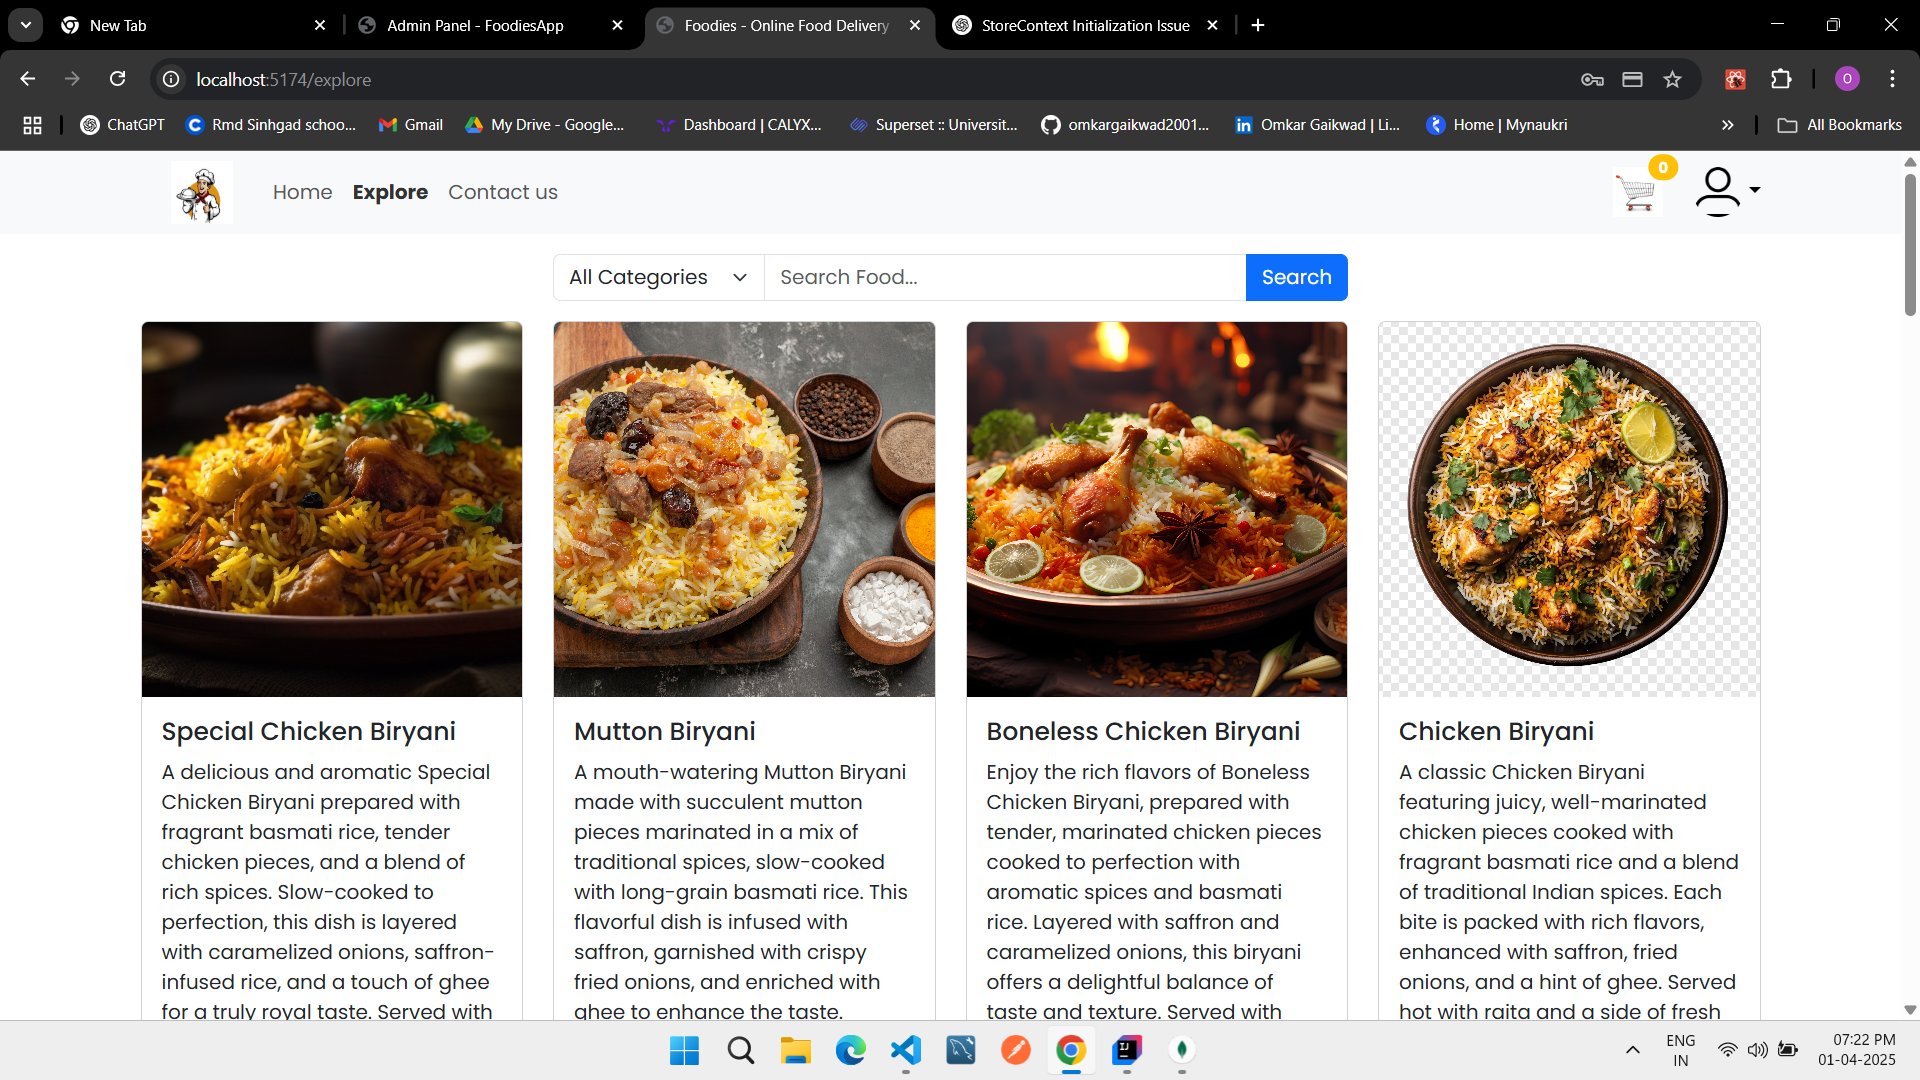 New Tab
Admin Panel - FoodiesApp
Foodies - Online Food Delivery
StoreContext Initialization Issue
localhost:5174/explore
O
ChatGPT
Rmd Sinhgad schoo...
Gmail
My Drive - Google...
Dashboard | CALYX...
Superset :: Universit...
omkargaikwad2001...
Omkar Gaikwad | Li...
Home | Mynaukri
All Bookmarks
Home
Explore
Contact us
0
All Categories
Search Food...
Search
Special Chicken Biryani
A delicious and aromatic Special
Chicken Biryani prepared with
fragrant basmati rice, tender
chicken pieces, and a blend of
rich spices. Slow-cooked to
perfection, this dish is layered
with caramelized onions, saffron-
infused rice, and a touch of ghee
for a truly royal taste. Served with
Mutton Biryani
A mouth-watering Mutton Biryani
made with succulent mutton
pieces marinated in a mix of
traditional spices, slow-cooked
with long-grain basmati rice. This
flavorful dish is infused with
saffron, garnished with crispy
fried onions, and enriched with
ghee to enhance the taste.
Boneless Chicken Biryani
Enjoy the rich flavors of Boneless
Chicken Biryani, prepared with
tender, marinated chicken pieces
cooked to perfection with
aromatic spices and basmati
rice. Layered with saffron and
caramelized onions, this biryani
offers a delightful balance of
taste and texture. Served with
Chicken Biryani
A classic Chicken Biryani
featuring juicy, well-marinated
chicken pieces cooked with
fragrant basmati rice and a blend
of traditional Indian spices. Each
bite is packed with rich flavors,
enhanced with saffron, fried
onions, and a hint of ghee. Served
hot with raita and a side of fresh
ENG
IN
07:22 PM
01-04-2025